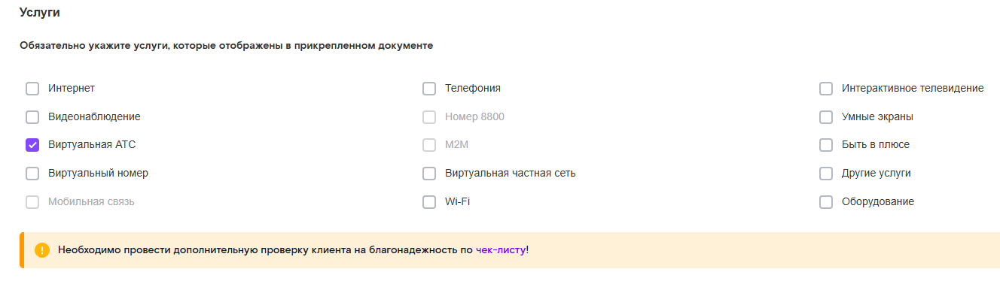 Услуги
Обязательно укажите услуги, которые отображены в прикрепленном документе
Интернет
Телефония
Интерактивное телевидение
Видеонаблюдение
Номер 8800
Умные экраны
Виртуальная АТС
M2M
Быть в плюсе
Виртуальный номер
Виртуальная частная сеть
Другие услуги
Мобильная связь
Wi-Fi
Оборудование
Необходимо провести дополнительную проверку клиента на благонадежность по чек-листу!